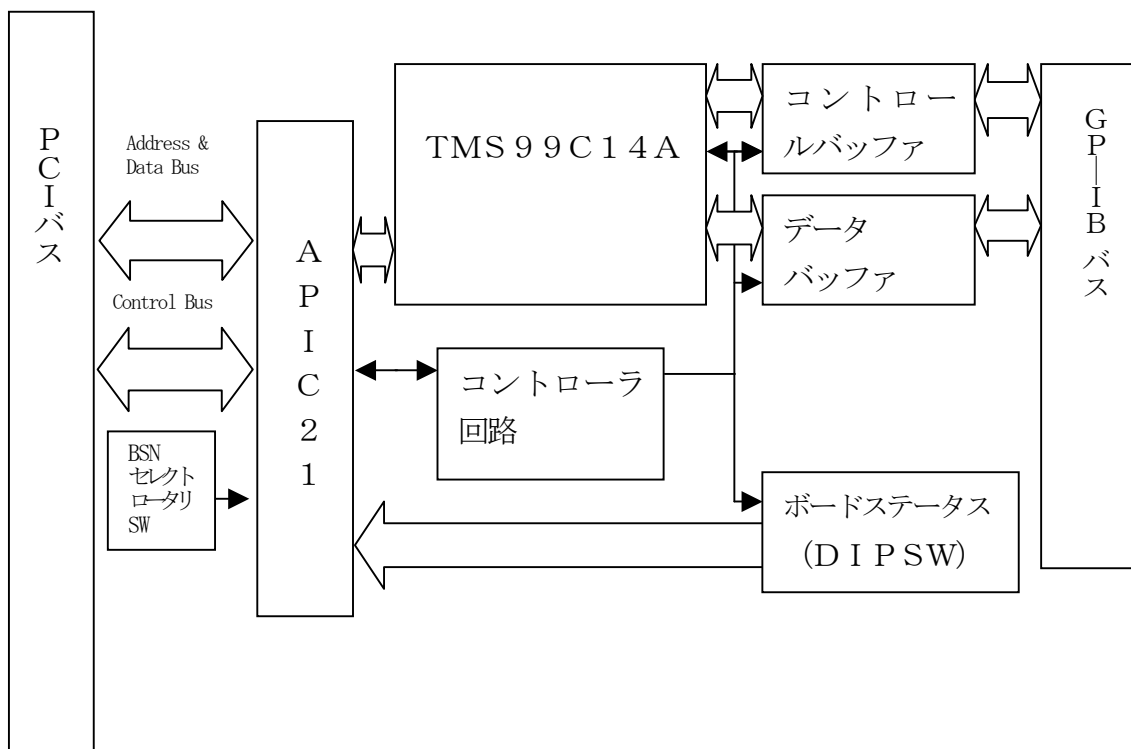 PCIバス
Address &
Data Bus
Control Bus
BSN
セレクト
ロータリ
SW
APIC21
TMS99C14A
コントローラ
回路
コントロー
ルバッファ
データ
バッファ
ボードステータス
(DIPSW)
GP―IBバス